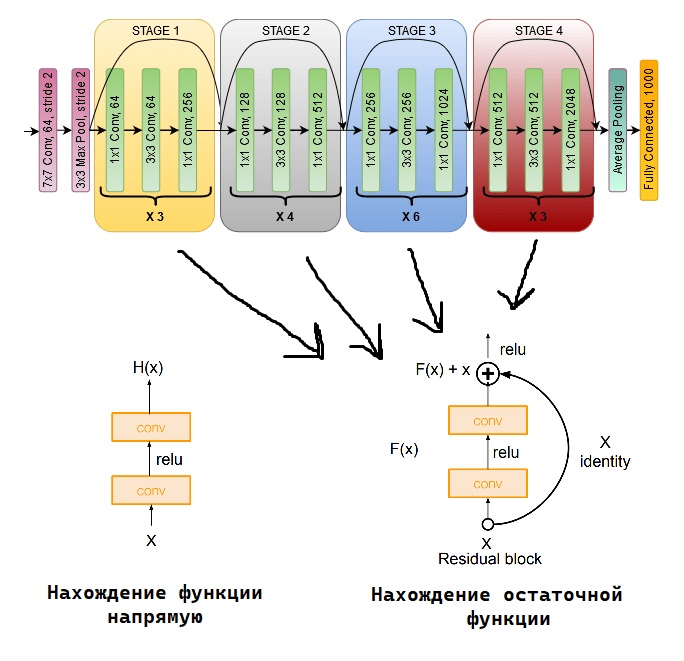 STAGE 1
STAGE 2
STAGE 3
STAGE 4
7x7 Conv, 64, stride 2
3x3 Max Pool, stride 2
1x1 Conv, 64
3x3 Conv, 64
1x1 Conv, 256
1x1 Conv, 128
3x3 Conv, 128
1x1 Conv, 512
1x1 Conv, 256
3x3 Conv, 256
1x1 Conv, 1024
1x1 Conv, 512
3x3 Conv, 512
1x1 Conv, 2048
Average Pooling
Fully Connected, 1000
X 3
X 4
X 6
X 3
H(x)
conv
relu
conv
X
Нахождение функции
напрямую
relu
F(x) + x
+
conv
F(x)
relu
X
identity
conv
X
Residual block
Нахождение остаточной
функции